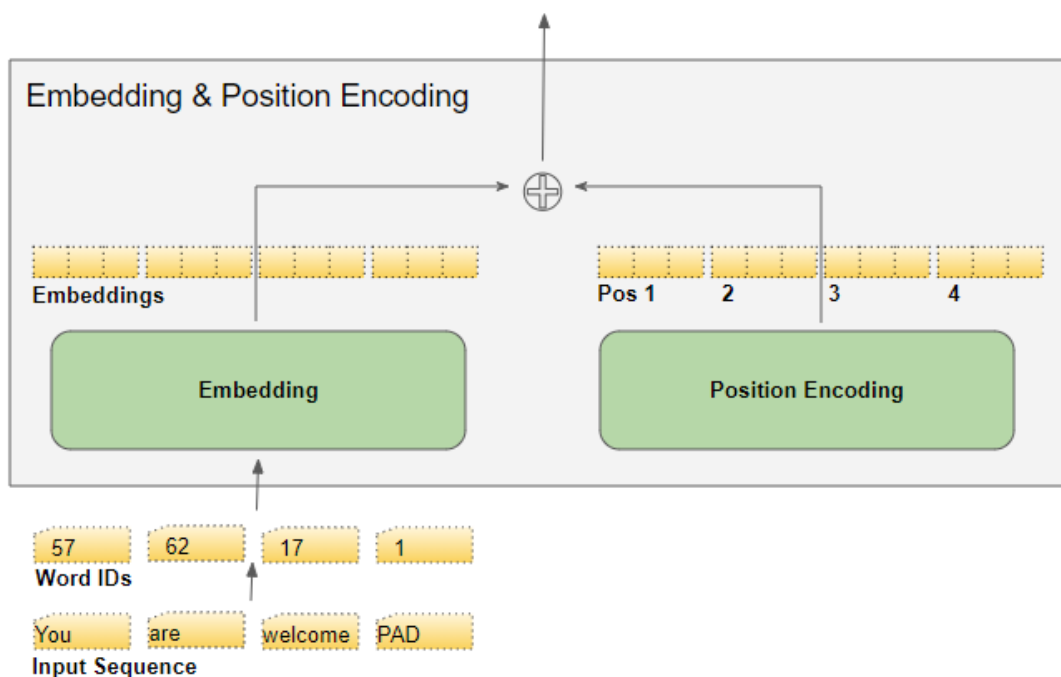 Embedding & Position Encoding
Embeddings
Pos 1 2 3 4
Embedding
Position Encoding
57 62 17 1
Word IDs
You are welcome PAD
Input Sequence